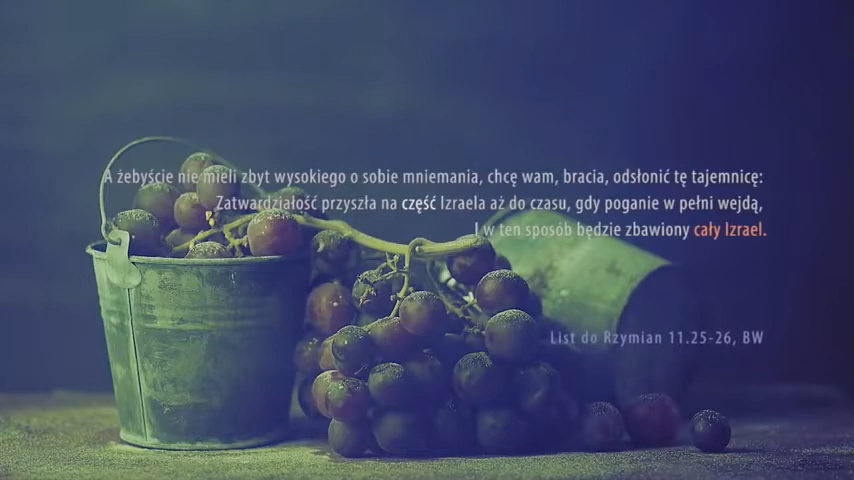 A żebyście nie mieli zbyt wysokiego o sobie mniemania, chcę wam, bracia, odsłonić tę tajemnicę:
Zatwardziałość przyszła na część Izraela aż do czasu, gdy poganie w pełni wejdą,
I w ten sposób będzie zbawiony cały Izrael.
List do Rzymian 11.25-26, BW